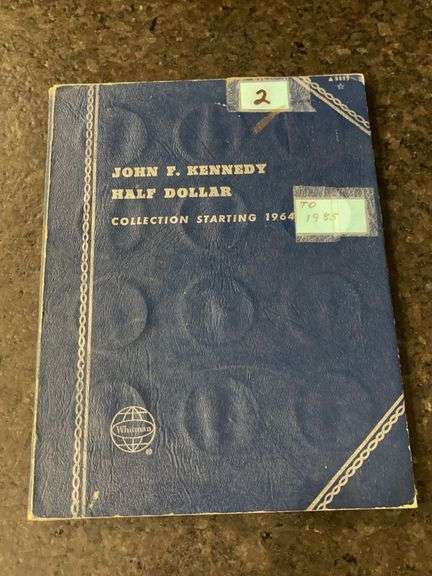 2
JOHN F. KENNEDY
HALF DOLLAR
COLLECTION STARTING 1964
TO
1985
Whitman
®